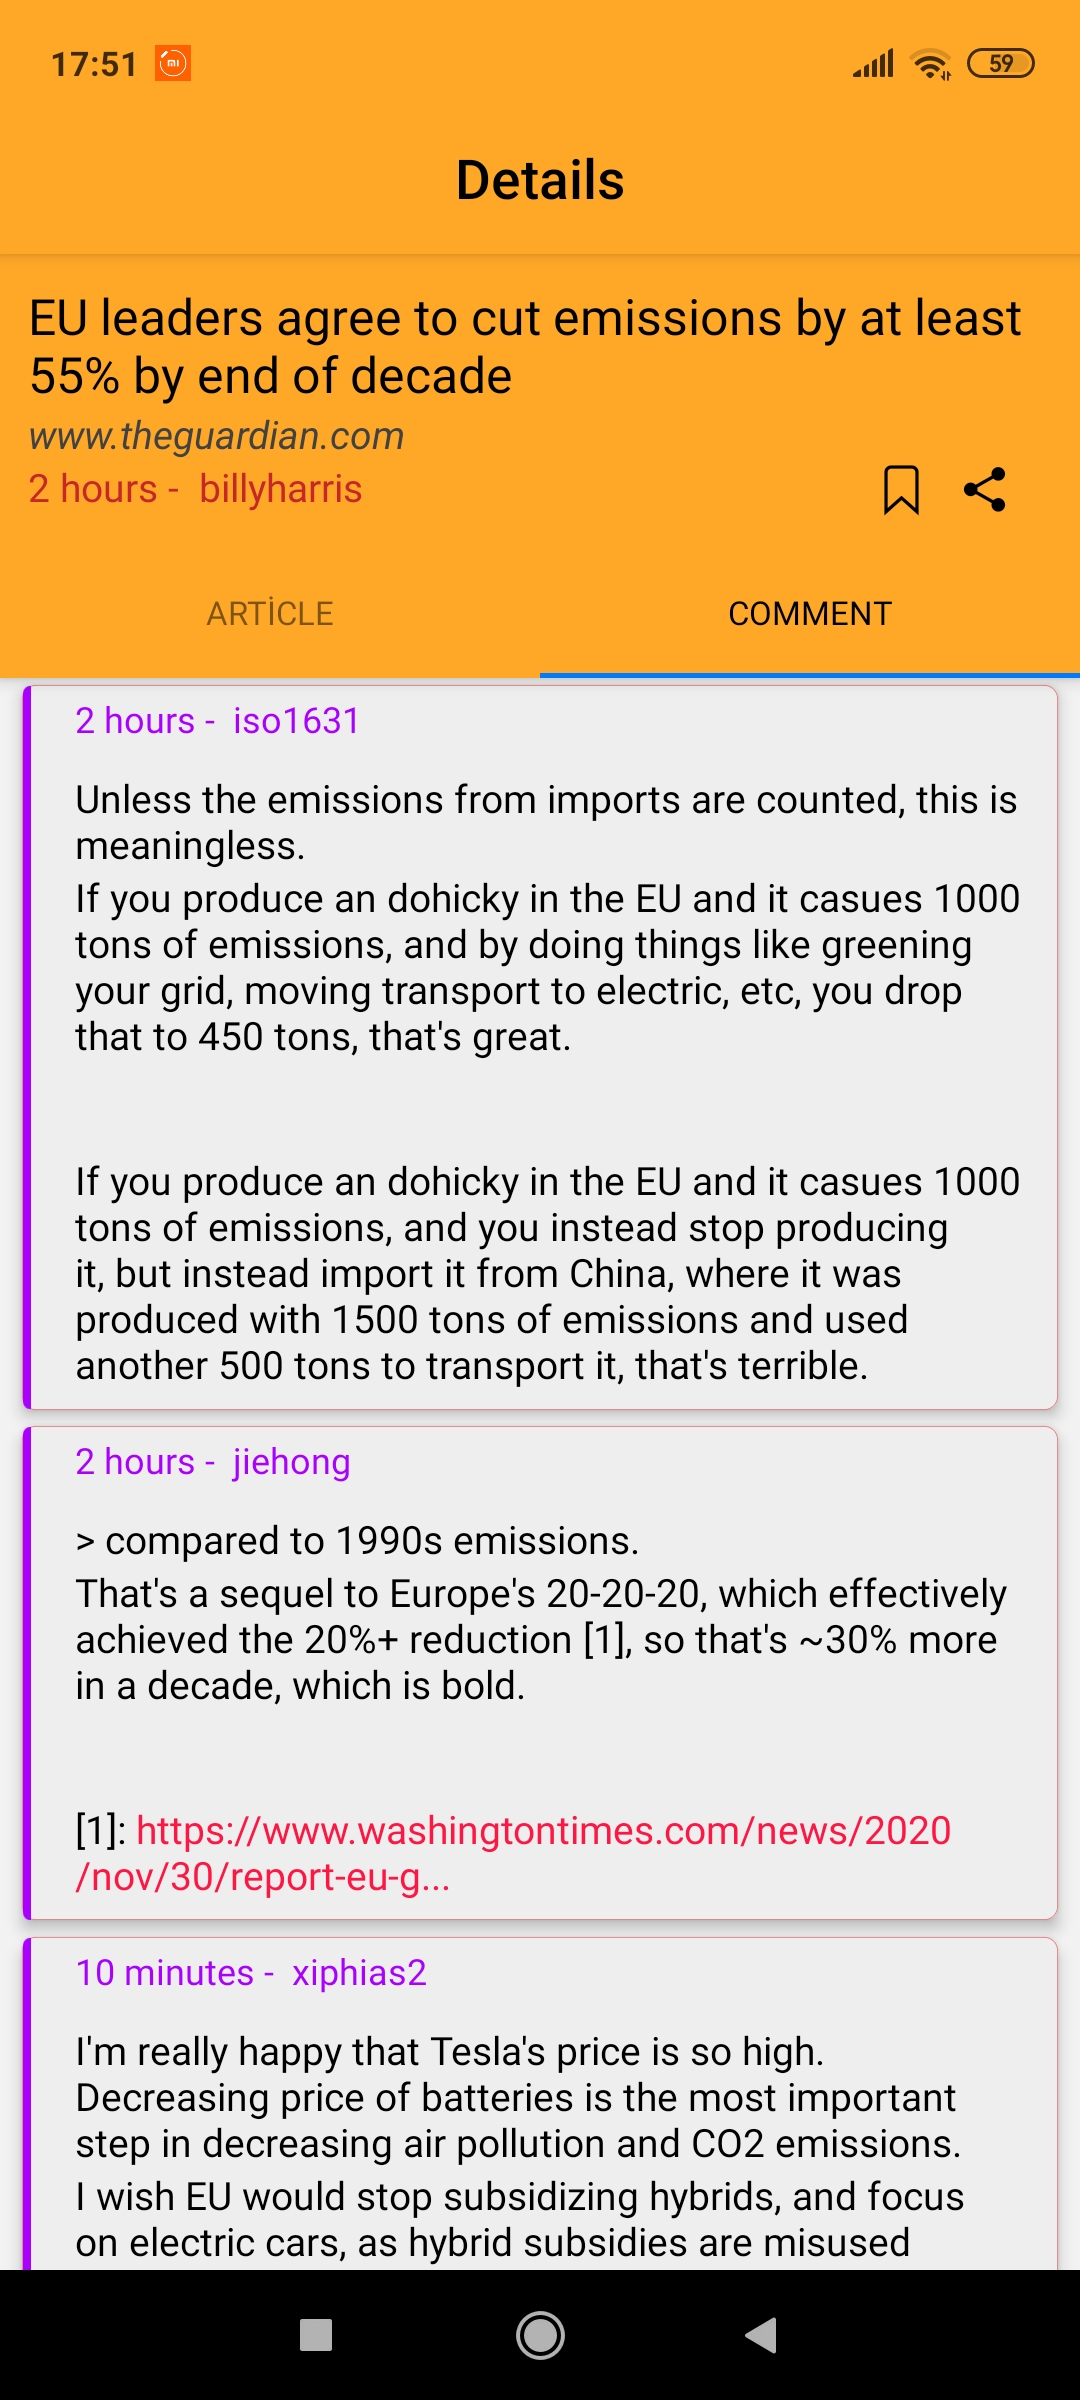 17:51
59
Details
EU leaders agree to cut emissions by at least
55% by end of decade
www.theguardian.com
2 hours - billyharris
ARTİCLE
COMMENT
2 hours - iso1631
Unless the emissions from imports are counted, this is
meaningless.
If you produce an dohicky in the EU and it casues 1000
tons of emissions, and by doing things like greening
your grid, moving transport to electric, etc, you drop
that to 450 tons, that's great.
If you produce an dohicky in the EU and it casues 1000
tons of emissions, and you instead stop producing
it, but instead import it from China, where it was
produced with 1500 tons of emissions and used
another 500 tons to transport it, that's terrible.
2 hours - jiehong
> compared to 1990s emissions.
That's a sequel to Europe's 20-20-20, which effectively
achieved the 20%+ reduction [1], so that's ~30% more
in a decade, which is bold.
[1]: https://www.washingtontimes.com/news/2020
/nov/30/report-eu-g...
10 minutes - xiphias2
I'm really happy that Tesla's price is so high.
Decreasing price of batteries is the most important
step in decreasing air pollution and CO2 emissions.
I wish EU would stop subsidizing hybrids, and focus
on electric cars, as hybrid subsidies are misused